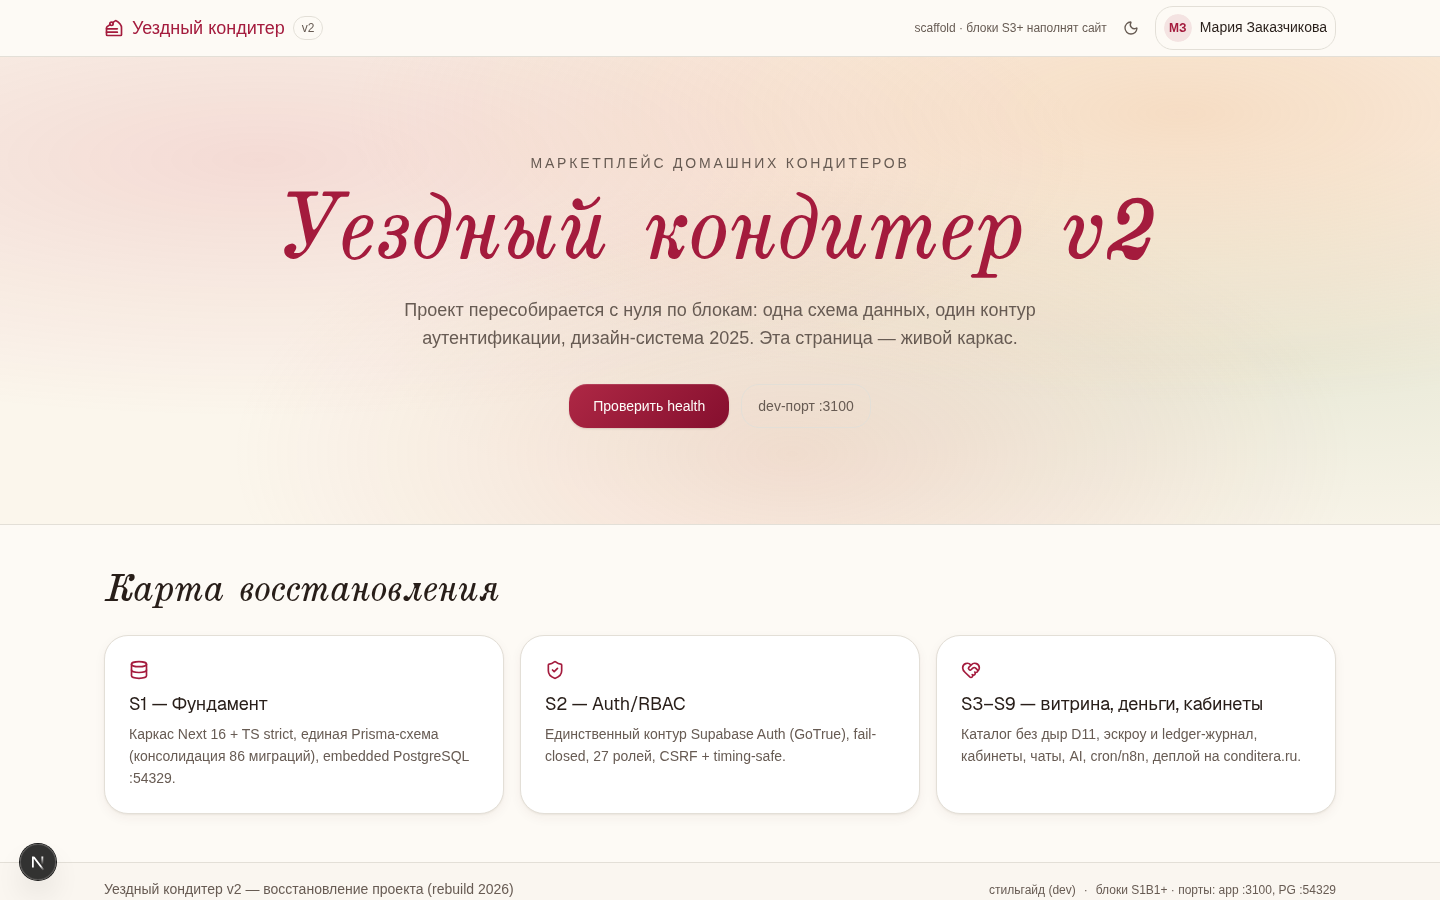 Уездный кондитер v2
scaffold · блоки S3+ наполнят сайт
МЗ Мария Заказчикова
МАРКЕТПЛЕЙС ДОМАШНИХ КОНДИТЕРОВ
Уездный кондитер v2
Проект пересобирается с нуля по блокам: одна схема данных, один контур
аутентификации, дизайн-система 2025. Эта страница — живой каркас.
Проверить health
dev-порт :3100
Карта восстановления
S1 — Фундамент
Каркас Next 16 + TS strict, единая Prisma-схема
(консолидация 86 миграций), embedded PostgreSQL
:54329.
S2 — Auth/RBAC
Единственный контур Supabase Auth (GoTrue), fail-
closed, 27 ролей, CSRF + timing-safe.
S3–S9 — витрина, деньги, кабинеты
Каталог без дыр D11, эскроу и ledger-журнал,
кабинеты, чаты, AI, cron/n8n, деплой на conditera.ru.
N
Уездный кондитер v2 — восстановление проекта (rebuild 2026)
стильгайд (dev) · блоки S1B1+ · порты: app :3100, PG :54329